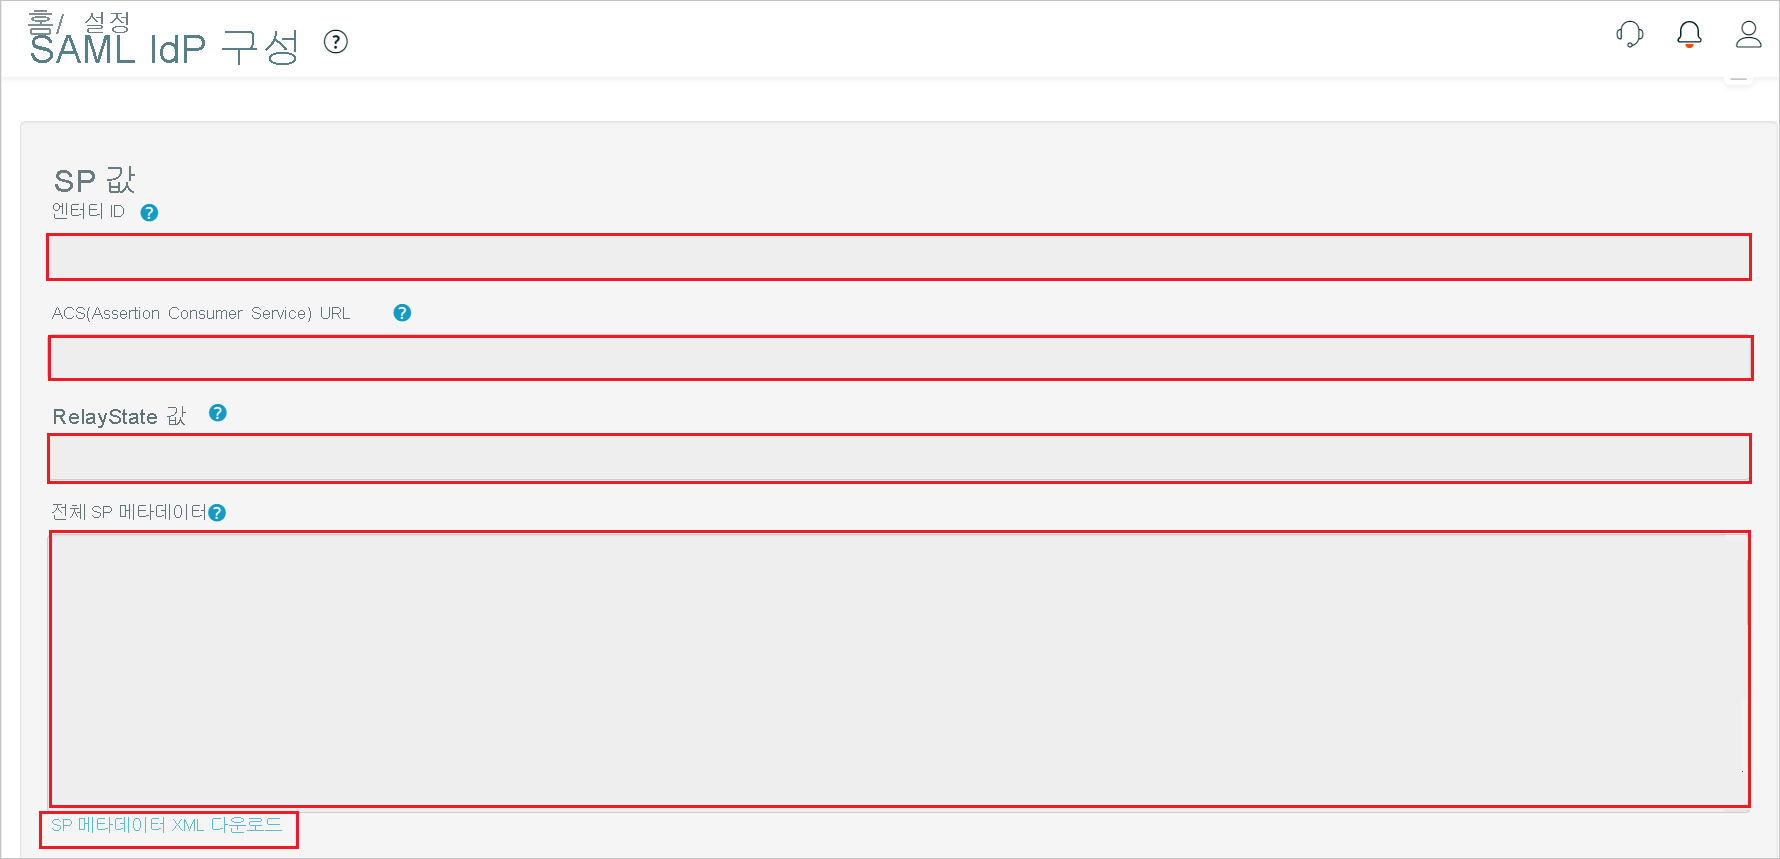 홈/ 설정
SAML IdP 구성
SP 값
엔터티 ID
ACS(Assertion Consumer Service) URL
RelayState 값
전체 SP 메타데이터
SP 메타데이터 XML 다운로드